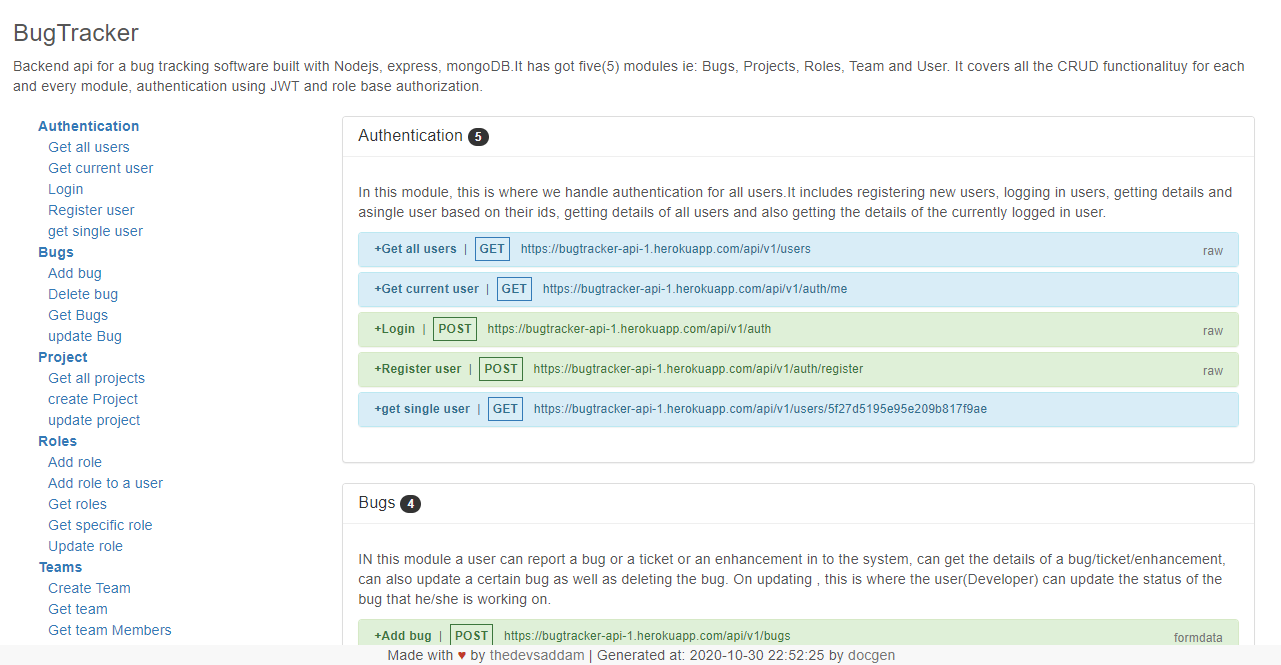 BugTracker
Backend api for a bug tracking software built with Nodejs, express, mongoDB.It has got five(5) modules ie: Bugs, Projects, Roles, Team and User. It covers all the CRUD functionalituy for each
and every module, authentication using JWT and role base authorization.
Authentication
Get all users
Get current user
Login
Register user
get single user
Bugs
Add bug
Delete bug
Get Bugs
update Bug
Project
Get all projects
create Project
update project
Roles
Add role
Add role to a user
Get roles
Get specific role
Update role
Teams
Create Team
Get team
Get team Members
Authentication 5
In this module, this is where we handle authentication for all users.It includes registering new users, logging in users, getting details and
asingle user based on their ids, getting details of all users and also getting the details of the currently logged in user.
+Get all users | GET https://bugtracker-api-1.herokuapp.com/api/v1/users raw
+Get current user | GET https://bugtracker-api-1.herokuapp.com/api/v1/auth/me
+Login | POST https://bugtracker-api-1.herokuapp.com/api/v1/auth raw
+Register user | POST https://bugtracker-api-1.herokuapp.com/api/v1/auth/register raw
+get single user | GET https://bugtracker-api-1.herokuapp.com/api/v1/users/5f27d5195e95e209b817f9ae
Bugs 4
IN this module a user can report a bug or a ticket or an enhancement in to the system, can get the details of a bug/ticket/enhancement,
can also update a certain bug as well as deleting the bug. On updating , this is where the user(Developer) can update the status of the
bug that he/she is working on.
+Add bug | POST https://bugtracker-api-1.herokuapp.com/api/v1/bugs formdata
Made with ♥ by thedevsaddam | Generated at: 2020-10-30 22:52:25 by docgen